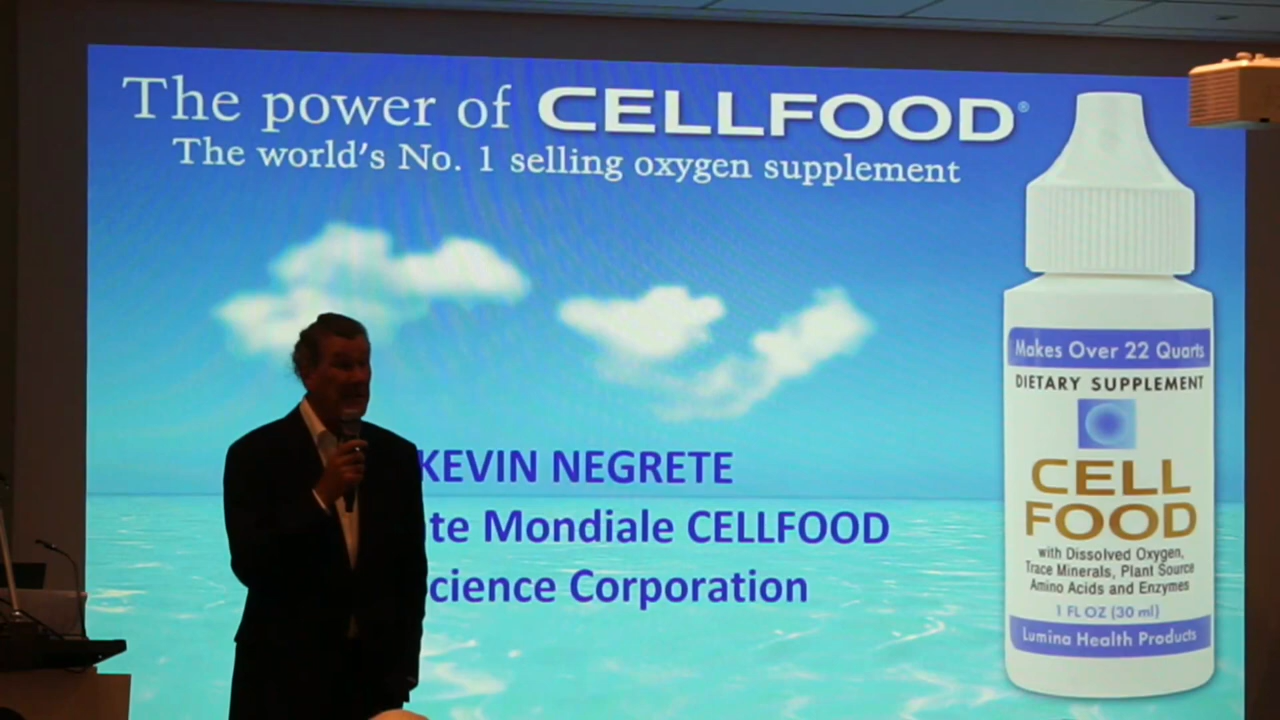 The power of CELLFOOD®
The world's No. 1 selling oxygen supplement
KEVIN NEGRETE
te Mondiale CELLFOOD
cience Corporation
Makes Over 22 Quarts
DIETARY SUPPLEMENT
CELL
FOOD
with Dissolved Oxygen,
Trace Minerals, Plant Source
Amino Acids and Enzymes
1 FL OZ (30 ml)
Lumina Health Products